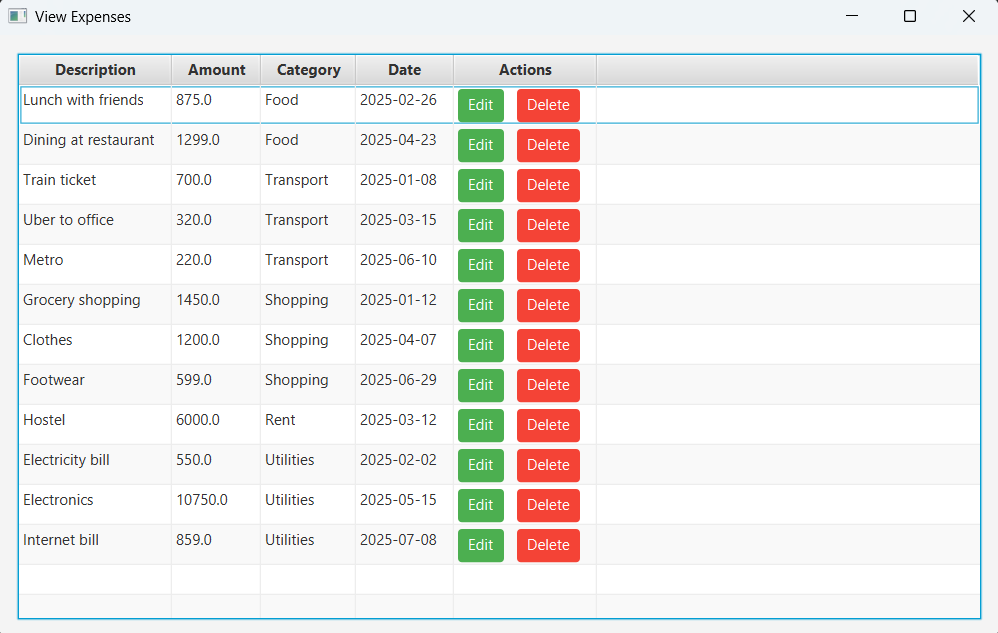 View Expenses
Description Amount Category Date Actions
Lunch with friends 875.0 Food 2025-02-26 Edit Delete
Dining at restaurant 1299.0 Food 2025-04-23 Edit Delete
Train ticket 700.0 Transport 2025-01-08 Edit Delete
Uber to office 320.0 Transport 2025-03-15 Edit Delete
Metro 220.0 Transport 2025-06-10 Edit Delete
Grocery shopping 1450.0 Shopping 2025-01-12 Edit Delete
Clothes 1200.0 Shopping 2025-04-07 Edit Delete
Footwear 599.0 Shopping 2025-06-29 Edit Delete
Hostel 6000.0 Rent 2025-03-12 Edit Delete
Electricity bill 550.0 Utilities 2025-02-02 Edit Delete
Electronics 10750.0 Utilities 2025-05-15 Edit Delete
Internet bill 859.0 Utilities 2025-07-08 Edit Delete